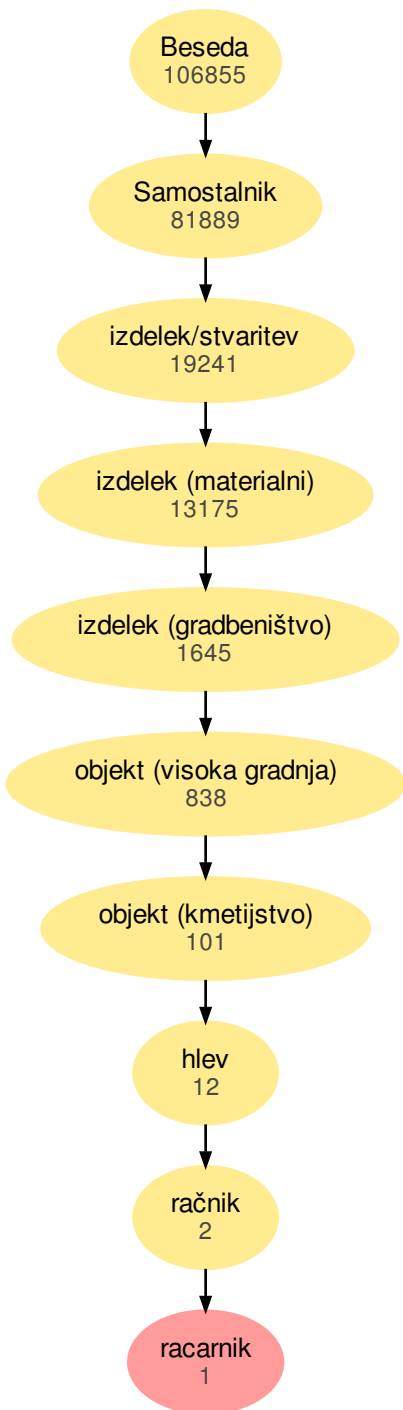 Beseda
106855
Samostalnik
81889
izdelek/stvaritev
19241
izdelek (materialni)
13175
izdelek (gradbeništvo)
1645
objekt (visoka gradnja)
838
objekt (kmetijstvo)
101
hlev
12
račnik
2
racarnik
1